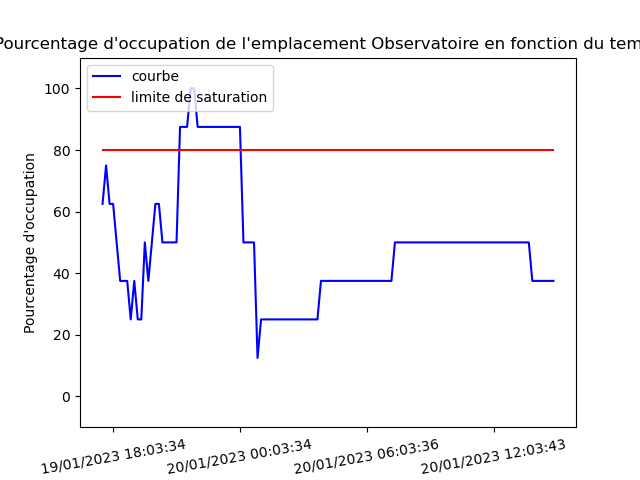 Pourcentage d'occupation de l'emplacement Observatoire en fonction du tem
courbe
limite de saturation
100
80
60
40
20
0
Pourcentage d'occupation
19/01/2023 18:03:34
20/01/2023 00:03:34
20/01/2023 06:03:36
20/01/2023 12:03:43